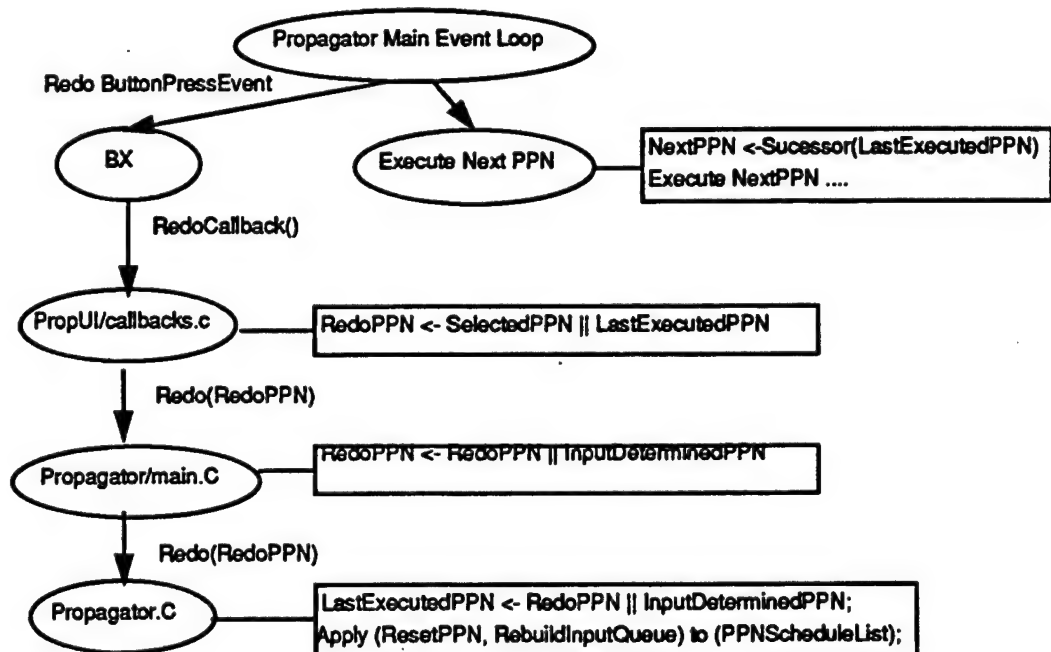 Propagator Main Event Loop
Redo ButtonPressEvent
BX
Execute Next PPN
NextPPN <-Sucessor(LastExecutedPPN)
Execute NextPPN ....
RedoCallback()
PropUI/callbacks.c
RedoPPN <- SelectedPPN || LastExecutedPPN
Redo(RedoPPN)
Propagator/main.C
RedoPPN <- RedoPPN || InputDeterminedPPN
Redo(RedoPPN)
Propagator.C
LastExecutedPPN <- RedoPPN || InputDeterminedPPN;
Apply (ResetPPN, RebuildInputQueue) to (PPNScheduleList);